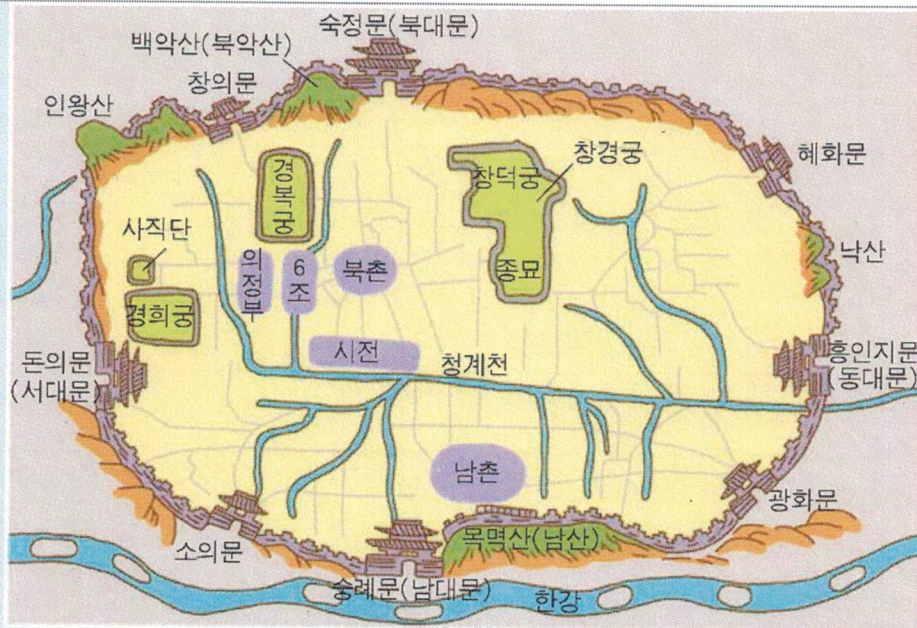 숙정문(북대문)
백악산(북악산)
창의문
인왕산
혜화문
창경궁
창덕궁
경복궁
종묘
낙산
사직단
의정부
6조
북촌
경희궁
시전
청계천
돈의문
(서대문)
흥인지문
(동대문)
남촌
광화문
소의문
목멱산(남산)
숭례문(남대문)
한강